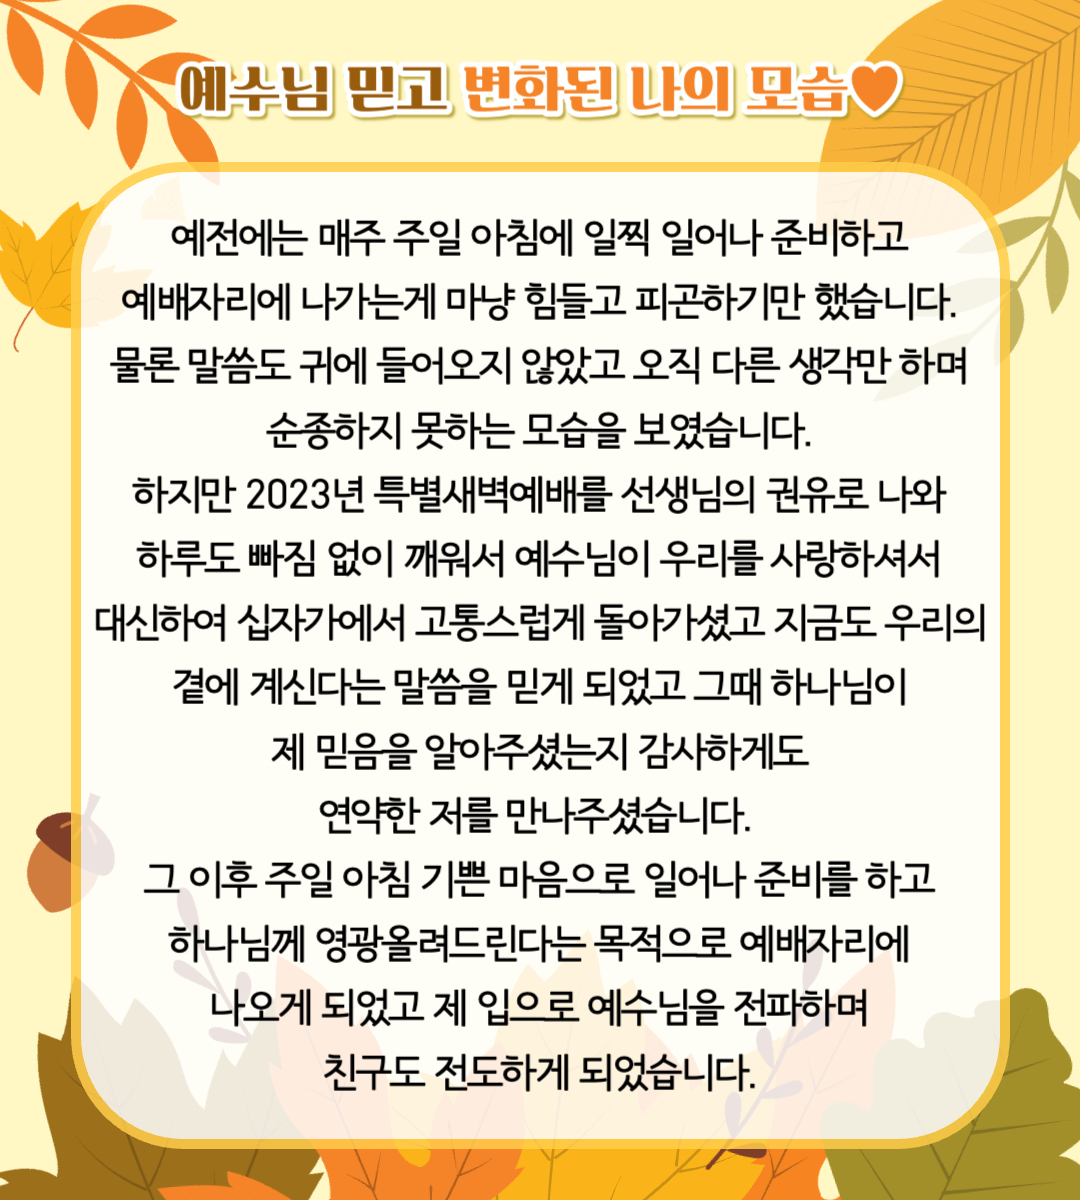 예수님 믿고 변화된 나의 모습♥
예전에는 매주 주일 아침에 일찍 일어나 준비하고
예배자리에 나가는게 마냥 힘들고 피곤하기만 했습니다.
물론 말씀도 귀에 들어오지 않았고 오직 다른 생각만 하며
순종하지 못하는 모습을 보였습니다.
하지만 2023년 특별새벽예배를 선생님의 권유로 나와
하루도 빠짐 없이 깨워서 예수님이 우리를 사랑하셔서
대신하여 십자가에서 고통스럽게 돌아가셨고 지금도 우리의
곁에 계신다는 말씀을 믿게 되었고 그때 하나님이
제 믿음을 알아주셨는지 감사하게도
연약한 저를 만나주셨습니다.
그 이후 주일 아침 기쁜 마음으로 일어나 준비를 하고
하나님께 영광올려드린다는 목적으로 예배자리에
나오게 되었고 제 입으로 예수님을 전파하며
친구도 전도하게 되었습니다.